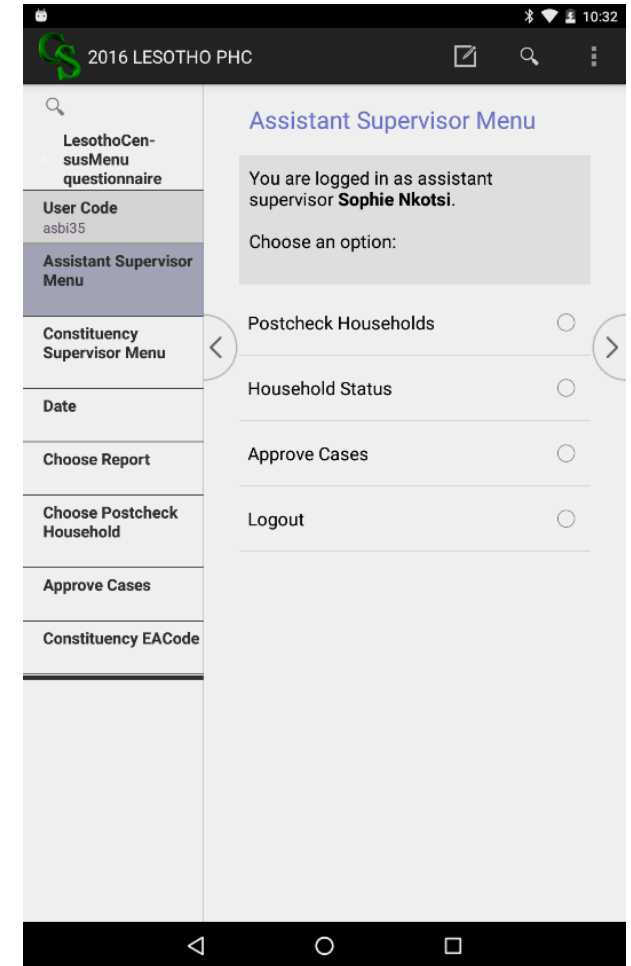 10:32
CS
2016 LESOTHO PHC
LesothoCen-
susMenu
questionnaire
User Code
asbi35
Assistant Supervisor
Menu
Constituency
Supervisor Menu
Date
Choose Report
Choose Postcheck
Household
Approve Cases
Constituency EACode
Assistant Supervisor Menu
You are logged in as assistant
supervisor Sophie Nkotsi.
Choose an option:
Postcheck Households
Household Status
Approve Cases
Logout